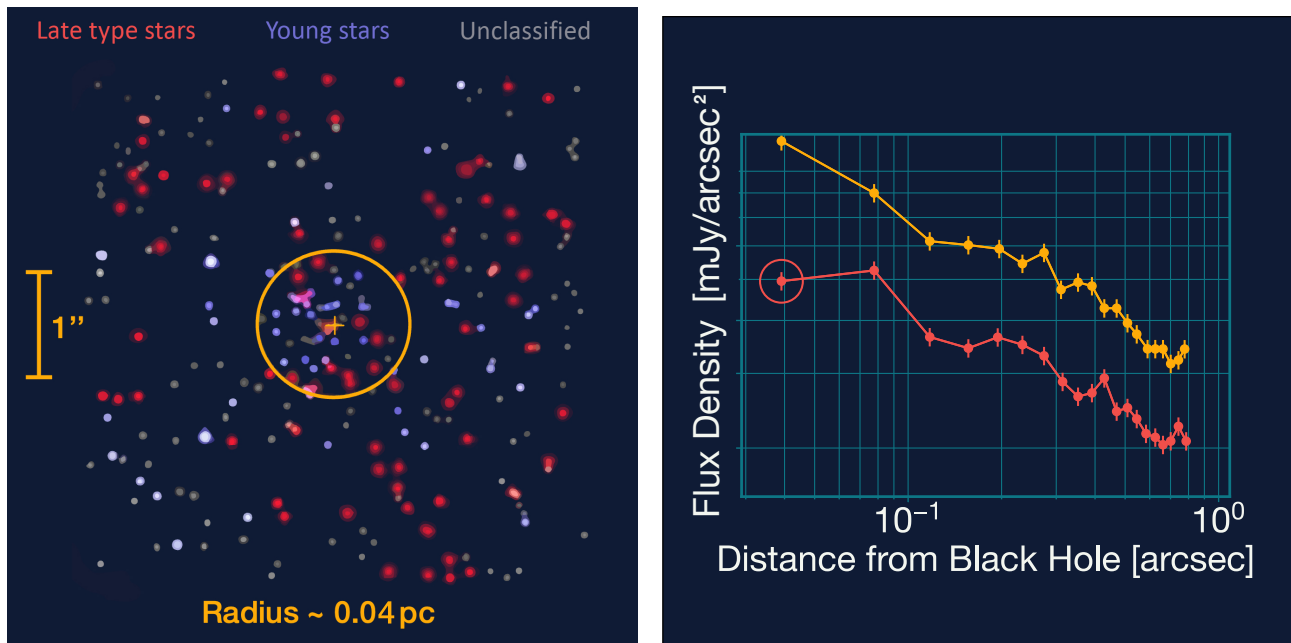 Late type stars
Young stars
Unclassified
1”
Radius ~ 0.04 pc
Flux Density [mJy/arcsec²]
10⁻¹
10⁰
Distance from Black Hole [arcsec]